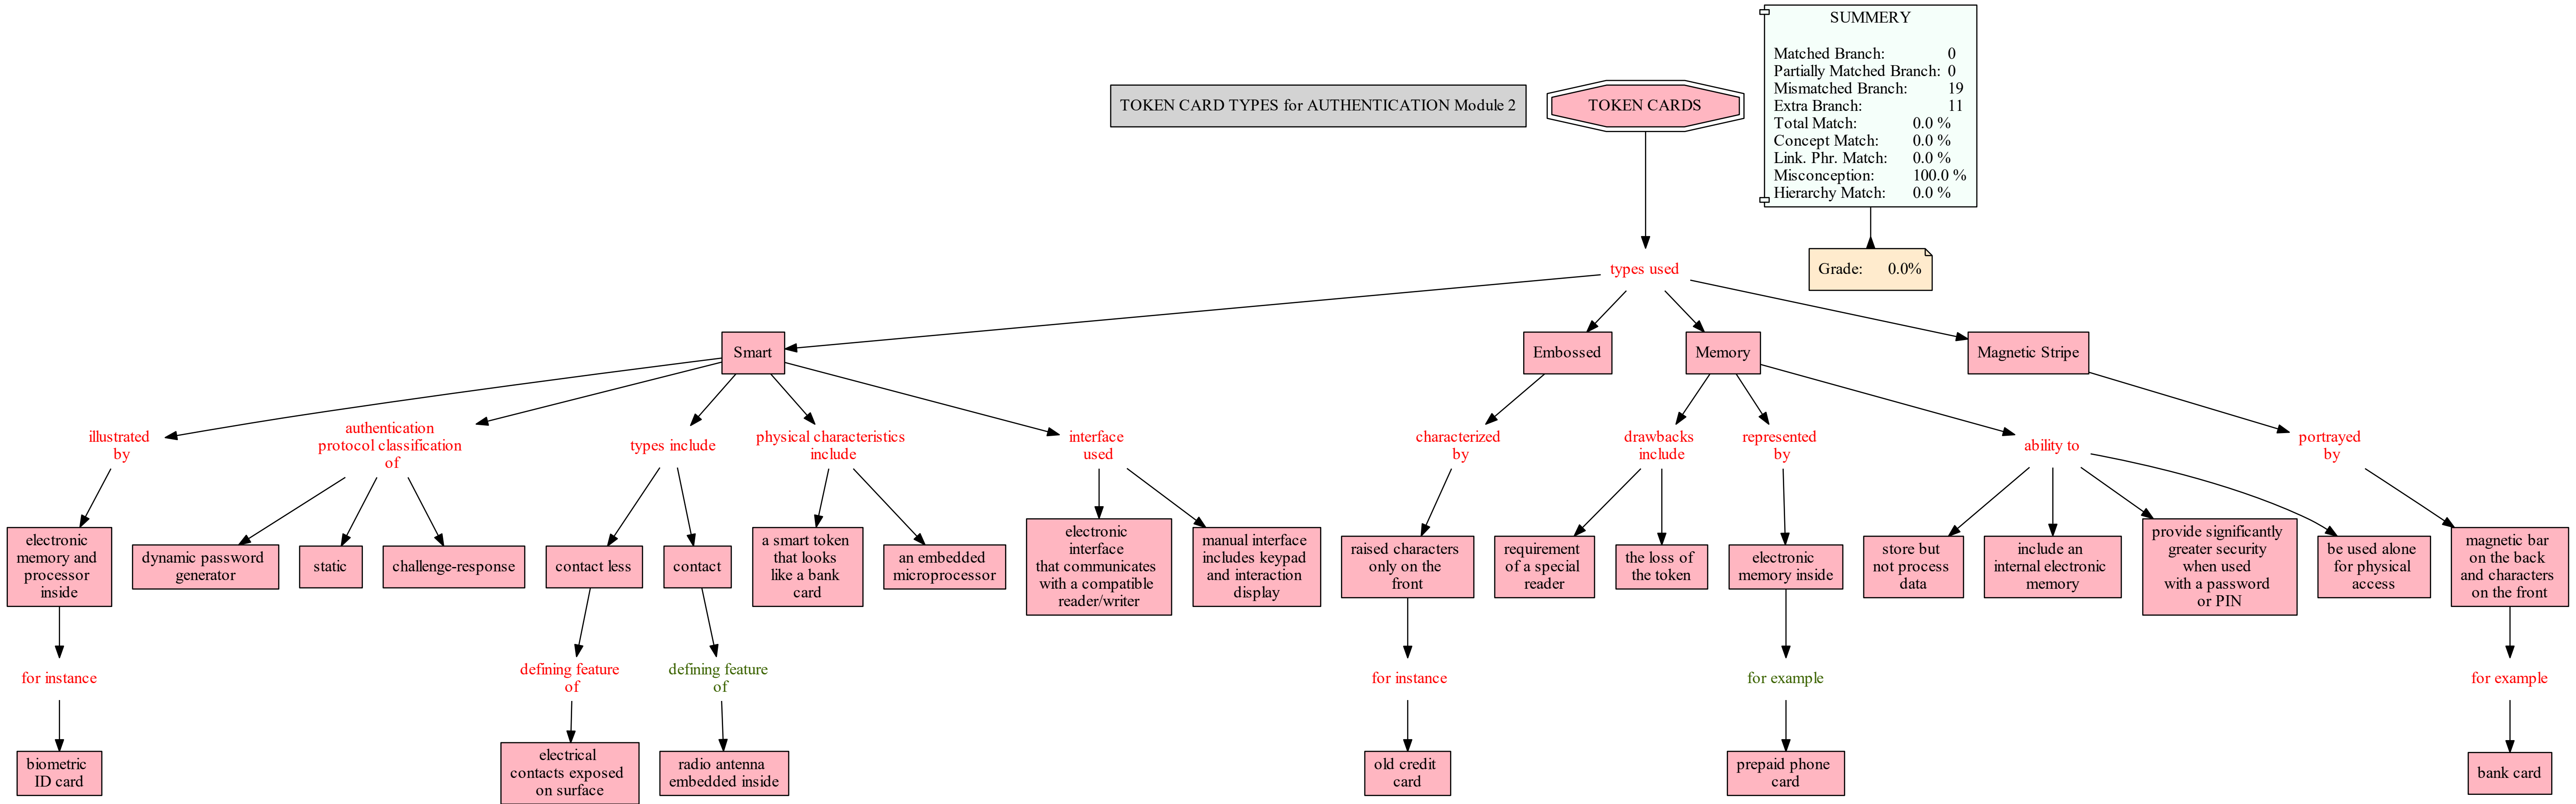 SUMMERY
Matched Branch: 0
Partially Matched Branch: 0
Mismatched Branch: 19
Extra Branch: 11
Total Match: 0.0 %
Concept Match: 0.0 %
Link. Phr. Match: 0.0 %
Misconception: 100.0 %
Hierarchy Match: 0.0 %
TOKEN CARD TYPES for AUTHENTICATION Module 2
TOKEN CARDS
types used
Grade: 0.0%
Smart
Embossed
Memory
Magnetic Stripe
illustrated
by
authentication
protocol classification
of
types include
physical characteristics
include
interface
used
characterized
by
drawbacks
include
represented
by
ability to
portrayed
by
electronic
memory and
processor
inside
dynamic password
generator
static
challenge-response
contact less
contact
a smart token
that looks
like a bank
card
an embedded
microprocessor
electronic
interface
that communicates
with a compatible
reader/writer
manual interface
includes keypad
and interaction
display
raised characters
only on the
front
requirement
of a special
reader
the loss of
the token
electronic
memory inside
store but
not process
data
include an
internal electronic
memory
provide significantly
greater security
when used
with a password
or PIN
be used alone
for physical
access
magnetic bar
on the back
and characters
on the front
for instance
defining feature
of
defining feature
of
for instance
for example
for example
biometric
ID card
electrical
contacts exposed
on surface
radio antenna
embedded inside
old credit
card
prepaid phone
card
bank card